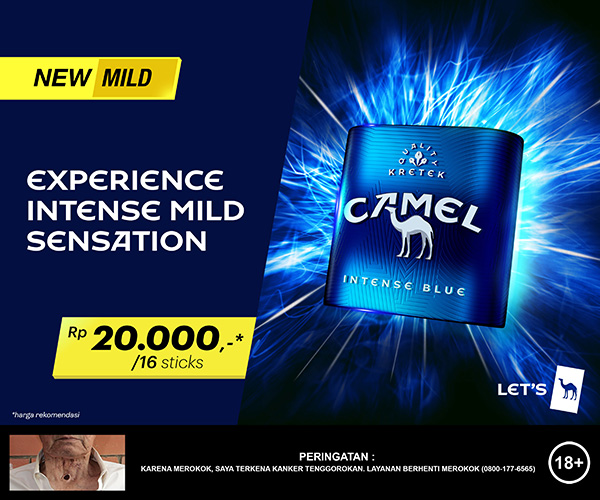 NEW MILD
EXPERIENCE
INTENSE MILD
SENSATION
Rp 20.000,-*
/16 sticks
*harga rekomendasi
QUALITY
KRETEK
CAMEL
INTENSE BLUE
LET'S
PERINGATAN :
KARENA MEROKOK, SAYA TERKENA KANKER TENGGOROKAN. LAYANAN BERHENTI MEROKOK (0800-177-6565)
18+